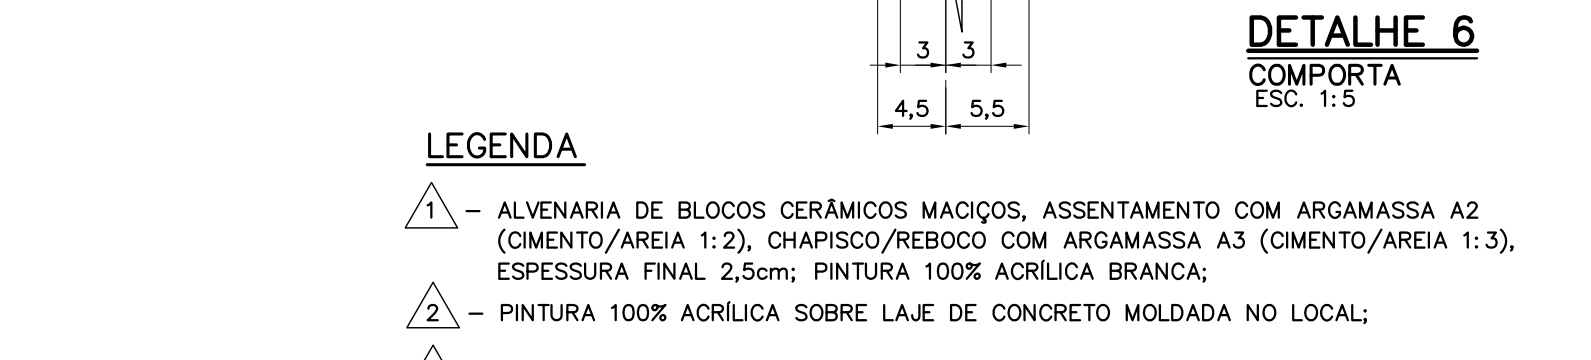 DETALHE 6
3 3
COMPORTA
ESC. 1:5
4,5 5,5
LEGENDA
1 - ALVENARIA DE BLOCOS CERÂMICOS MACIÇOS, ASSENTAMENTO COM ARGAMASSA A2
(CIMENTO/AREIA 1:2), CHAPISCO/REBOCO COM ARGAMASSA A3 (CIMENTO/AREIA 1:3),
ESPESSURA FINAL 2,5cm; PINTURA 100% ACRÍLICA BRANCA;
2 - PINTURA 100% ACRÍLICA SOBRE LAJE DE CONCRETO MOLDADA NO LOCAL;